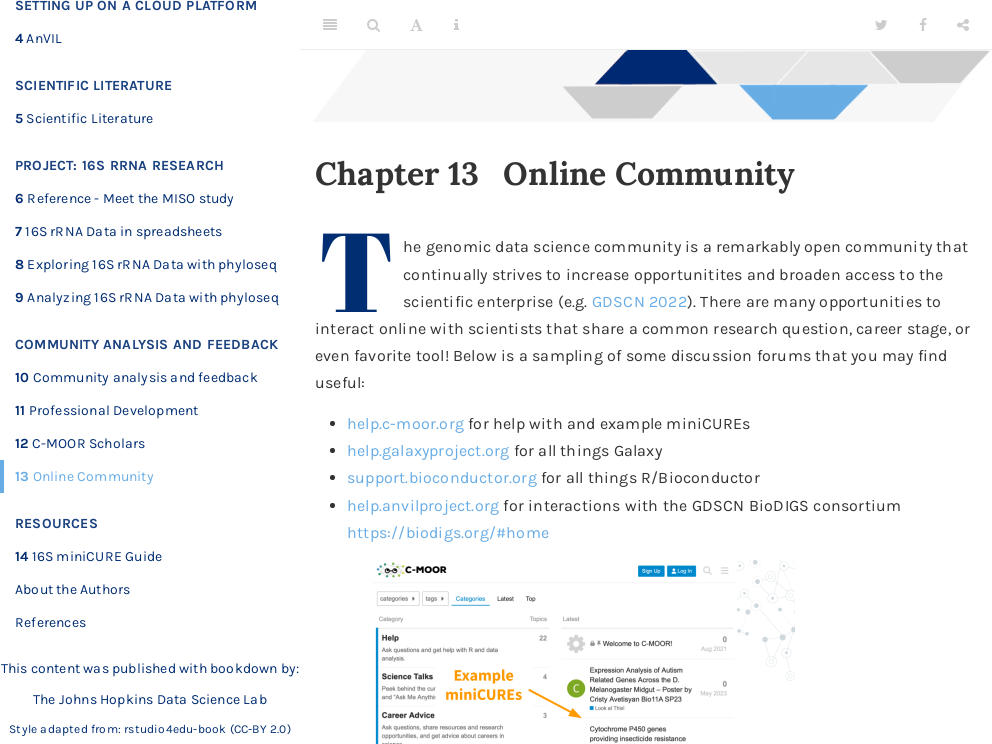 SETTING UP ON A CLOUD PLATFORM
4 AnVIL
SCIENTIFIC LITERATURE
5 Scientific Literature
PROJECT: 16S RRNA RESEARCH
6 Reference - Meet the MISO study
7 16S rRNA Data in spreadsheets
8 Exploring 16S rRNA Data with phyloseq
9 Analyzing 16S rRNA Data with phyloseq
COMMUNITY ANALYSIS AND FEEDBACK
10 Community analysis and feedback
11 Professional Development
12 C-MOOR Scholars
13 Online Community
RESOURCES
14 16S miniCURE Guide
About the Authors
References
This content was published with bookdown by:
The Johns Hopkins Data Science Lab
Style adapted from: rstudio4edu-book (CC-BY 2.0)
Chapter 13 Online Community
The genomic data science community is a remarkably open community that
continually strives to increase opportunitites and broaden access to the
scientific enterprise (e.g. GDSCN 2022). There are many opportunities to
interact online with scientists that share a common research question, career stage, or
even favorite tool! Below is a sampling of some discussion forums that you may find
useful:
help.c-moor.org for help with and example miniCUREs
help.galaxyproject.org for all things Galaxy
support.bioconductor.org for all things R/Bioconductor
help.anvilproject.org for interactions with the GDSCN BioDIGS consortium
https://biodigs.org/#home
C-MOOR
Sign Up
Log In
categories
tags
Categories
Latest
Top
Category
Topics
Help
22
Ask questions and get help with R and data
analysis.
Science Talks
4
Peek behind the cur
and "Ask Me Anythi
Career Advice
3
Ask questions, share resources and research
opportunities, and get advice about careers in
Example
miniCUREs
Latest
Welcome to C-MOOR!
0
Aug 2021
C
Expression Analysis of Autism
Related Genes Across the D.
Melanogaster Midgut – Poster by
Cristy Avetisyan Bio11A SP23
Look at This!
0
May 2023
Cytochrome P450 genes
providing insecticide resistance